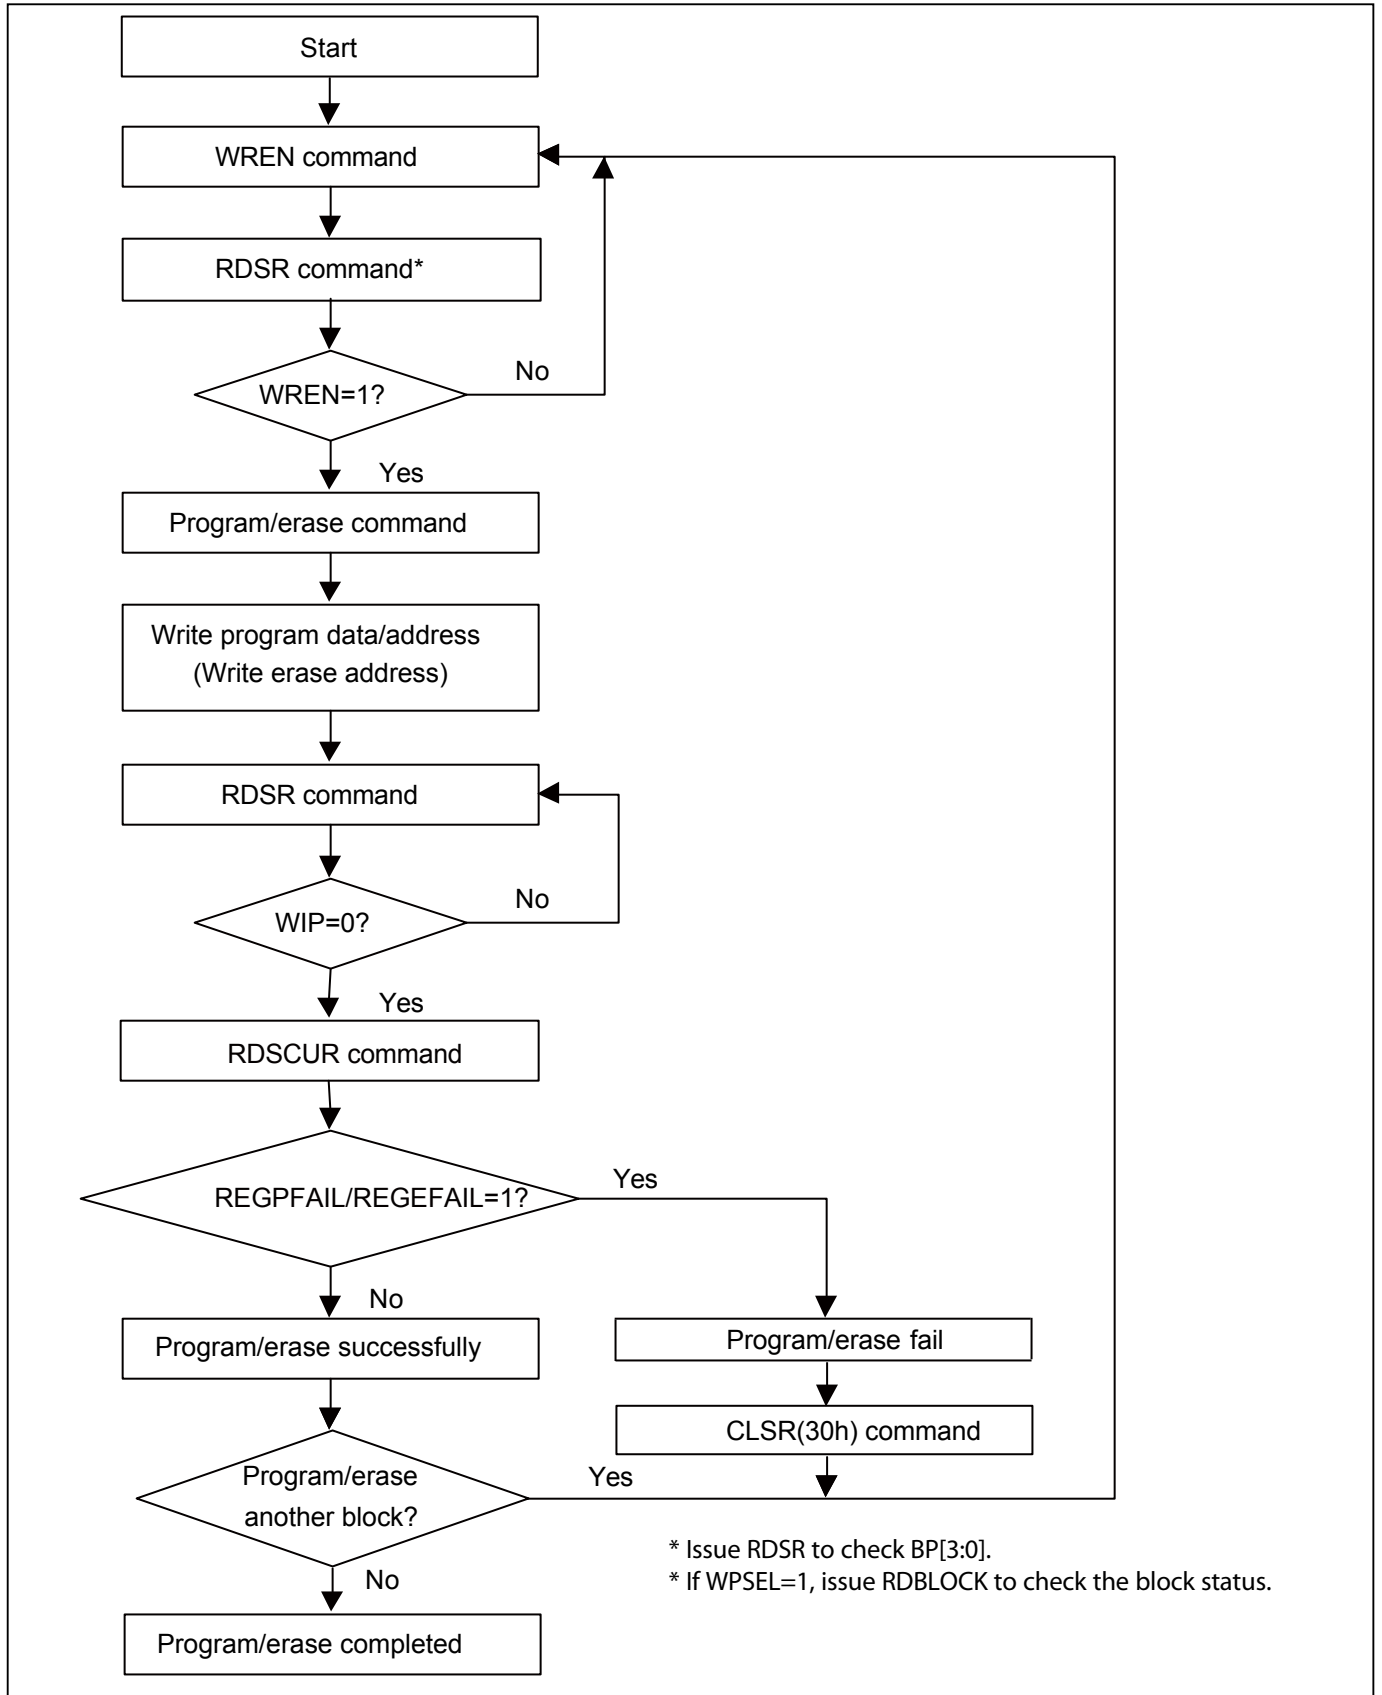 Start
WREN command
RDSR command*
WREN=1?
No
Yes
Program/erase command
Write program data/address
(Write erase address)
RDSR command
WIP=0?
No
Yes
RDSCUR command
REGPFAIL/REGEFAIL=1?
Yes
No
Program/erase successfully
Program/erase fail
CLSR(30h) command
Program/erase
another block?
Yes
* Issue RDSR to check BP[3:0].
* If WPSEL=1, issue RDBLOCK to check the block status.
No
Program/erase completed